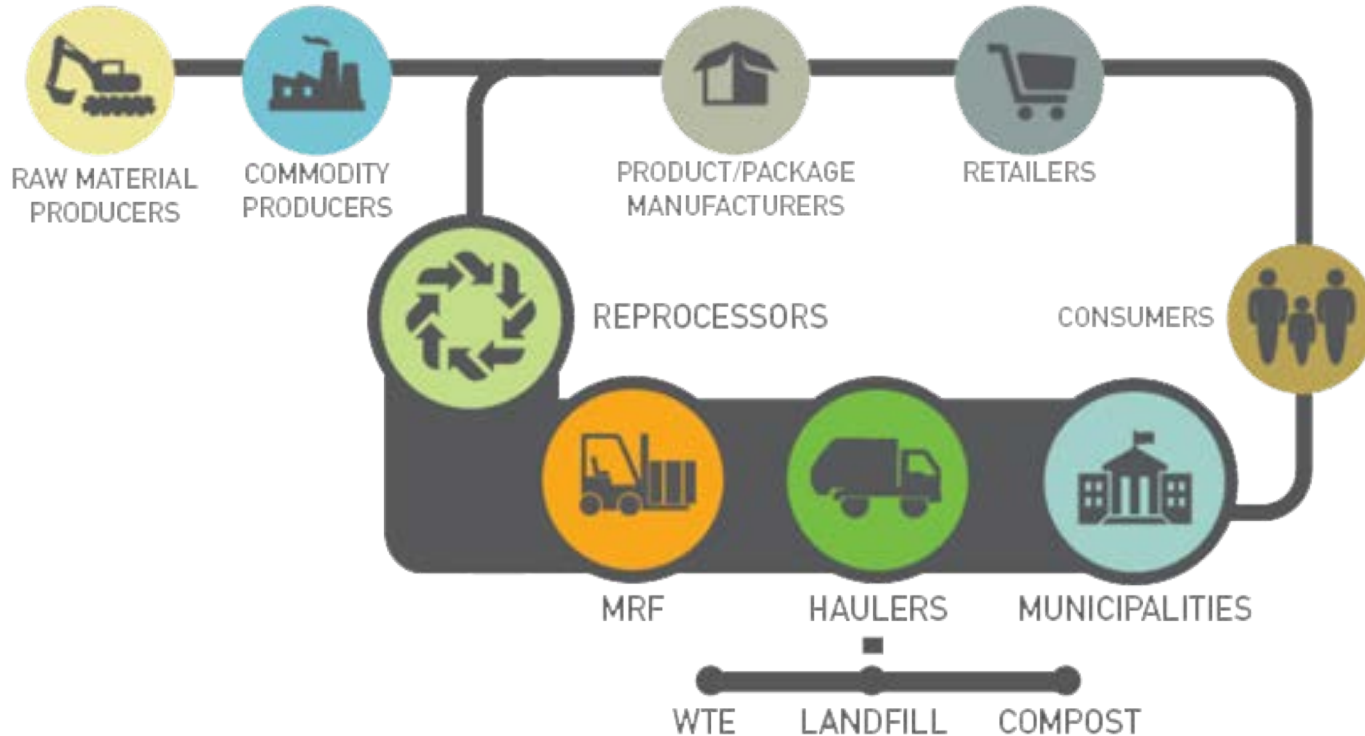 RAW MATERIAL
PRODUCERS
COMMODITY
PRODUCERS
PRODUCT/PACKAGE
MANUFACTURERS
RETAILERS
REPROCESSORS
CONSUMERS
MRF
HAULERS
MUNICIPALITIES
WTE
LANDFILL
COMPOST